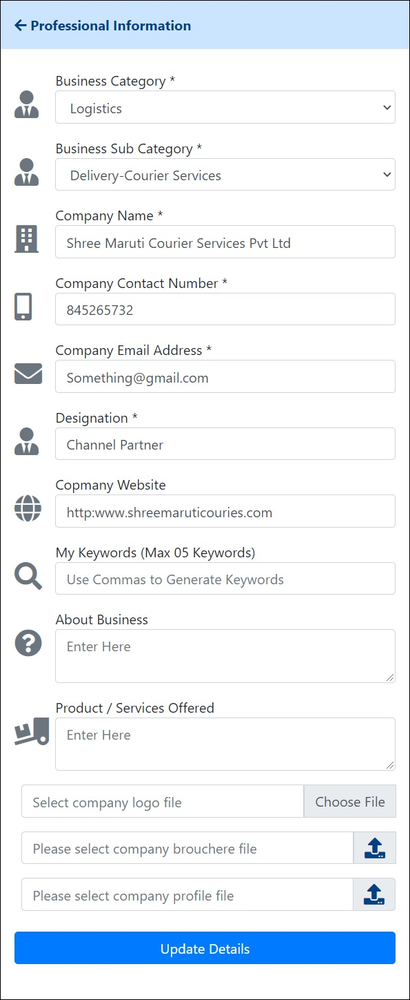 Professional Information
Business Category *
Logistics
Business Sub Category *
Delivery-Courier Services
Company Name *
Shree Maruti Courier Services Pvt Ltd
Company Contact Number *
845265732
Company Email Address *
Something@gmail.com
Designation *
Channel Partner
Copmany Website
http:www.shreemaruticouries.com
My Keywords (Max 05 Keywords)
Use Commas to Generate Keywords
About Business
Enter Here
Product / Services Offered
Enter Here
Select company logo file Choose File
Please select company brouchere file
Please select company profile file
Update Details